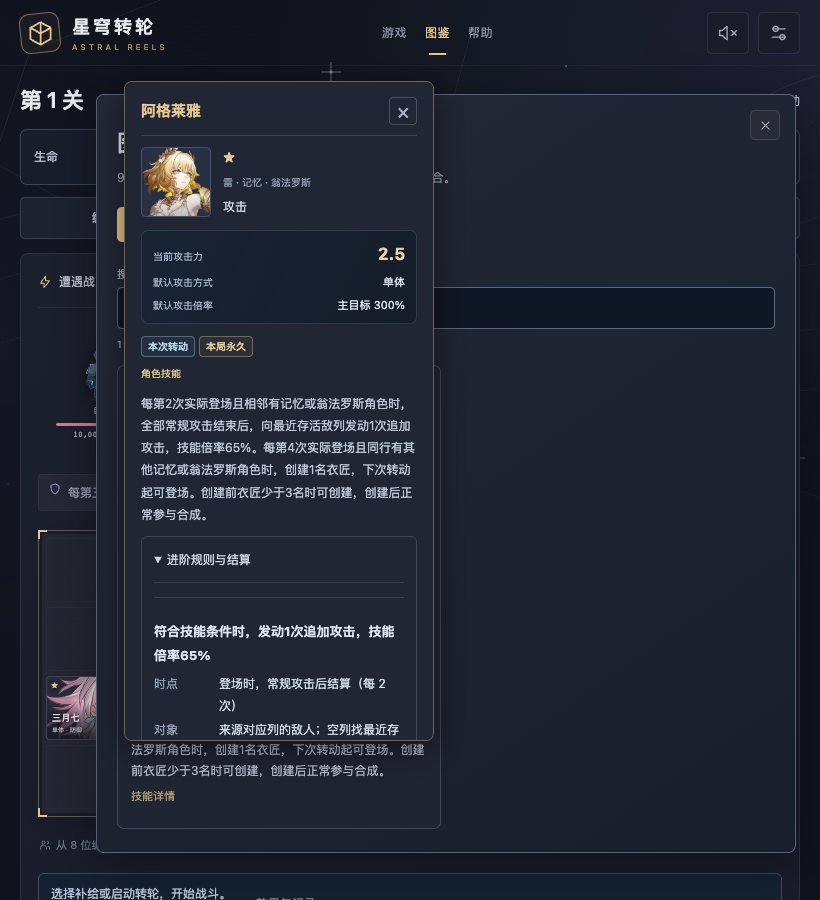 星穹转轮
ASTRAL REELS
游戏
图鉴
帮助
第 1 关
生命
遭遇战
10,00
每第三
三月七
从 8 位
阿格莱雅
雷 · 记忆 · 翁法罗斯
攻击
当前攻击力
2.5
默认攻击方式
单体
默认攻击倍率
主目标 300%
本次转动
本局永久
角色技能
每第2次实际登场且相邻有记忆或翁法罗斯角色时，
全部常规攻击结束后，向最近存活敌列发动1次追加
攻击，技能倍率65%。每第4次实际登场且同行有其
他记忆或翁法罗斯角色时，创建1名衣匠，下次转动
起可登场。创建前衣匠少于3名时可创建，创建后正
常参与合成。
▼ 进阶规则与结算
符合技能条件时，发动1次追加攻击，技能
倍率65%
时点
登场时，常规攻击后结算（每 2
次）
对象
来源对应列的敌人；空列找最近存
法罗斯角色时，创建1名衣匠，下次转动起可登场。创建
前衣匠少于3名时可创建，创建后正常参与合成。
技能详情
合。
选择补给或启动转轮，开始战斗。